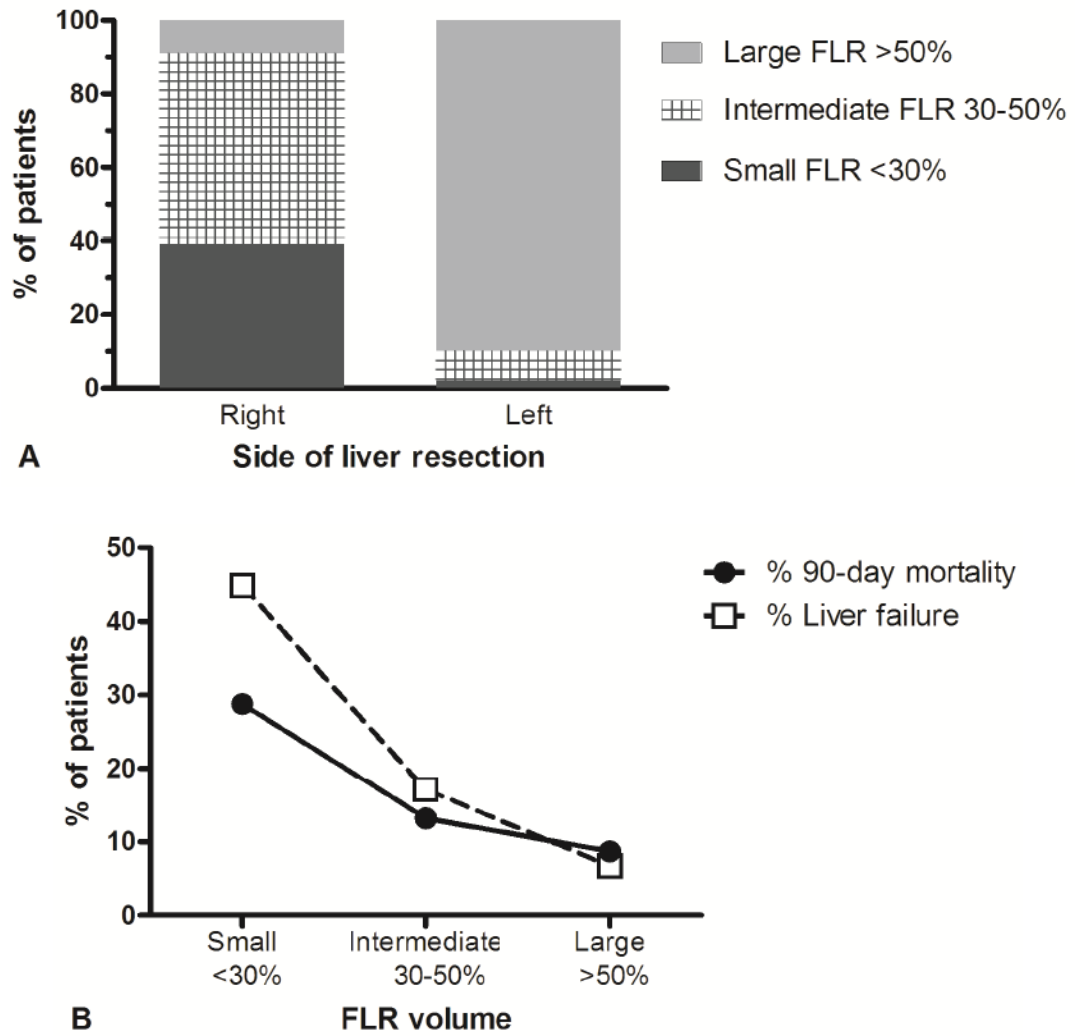 100
80
60
40
20
0
% of patients
Right
Left
Side of liver resection
A
Large FLR >50%
Intermediate FLR 30-50%
Small FLR <30%
50
40
30
20
10
0
% of patients
Small
<30%
Intermediate
30-50%
Large
>50%
FLR volume
B
% 90-day mortality
% Liver failure